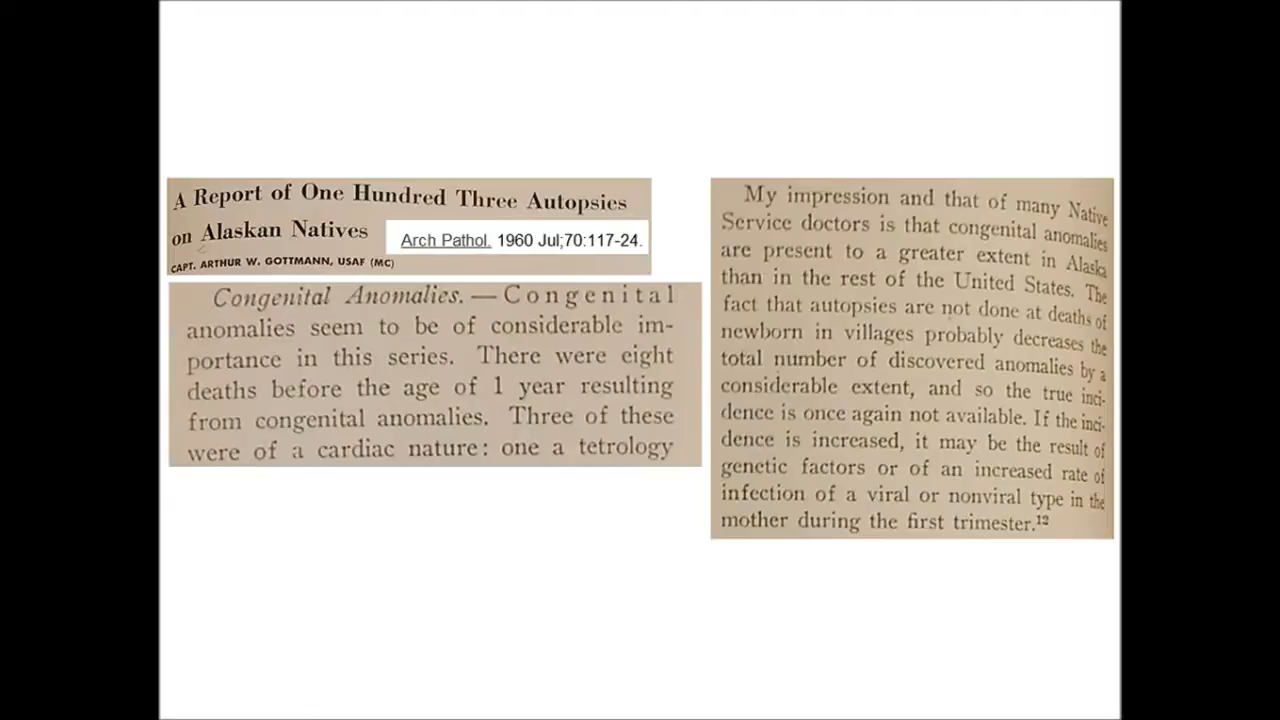 A Report of One Hundred Three Autopsies
on Alaskan Natives
Arch Pathol. 1960 Jul;70:117-24.
CAPT. ARTHUR W. GOTTMANN, USAF (MC)
Congenital Anomalies. — Congenital
anomalies seem to be of considerable im-
portance in this series. There were eight
deaths before the age of 1 year resulting
from congenital anomalies. Three of these
were of a cardiac nature: one a tetrology
My impression and that of many Native
Service doctors is that congenital anomalies
are present to a greater extent in Alaska
than in the rest of the United States. The
fact that autopsies are not done at deaths of
newborn in villages probably decreases the
total number of discovered anomalies by a
considerable extent, and so the true inci-
dence is once again not available. If the inci-
dence is increased, it may be the result of
genetic factors or of an increased rate of
infection of a viral or nonviral type in the
mother during the first trimester.¹²